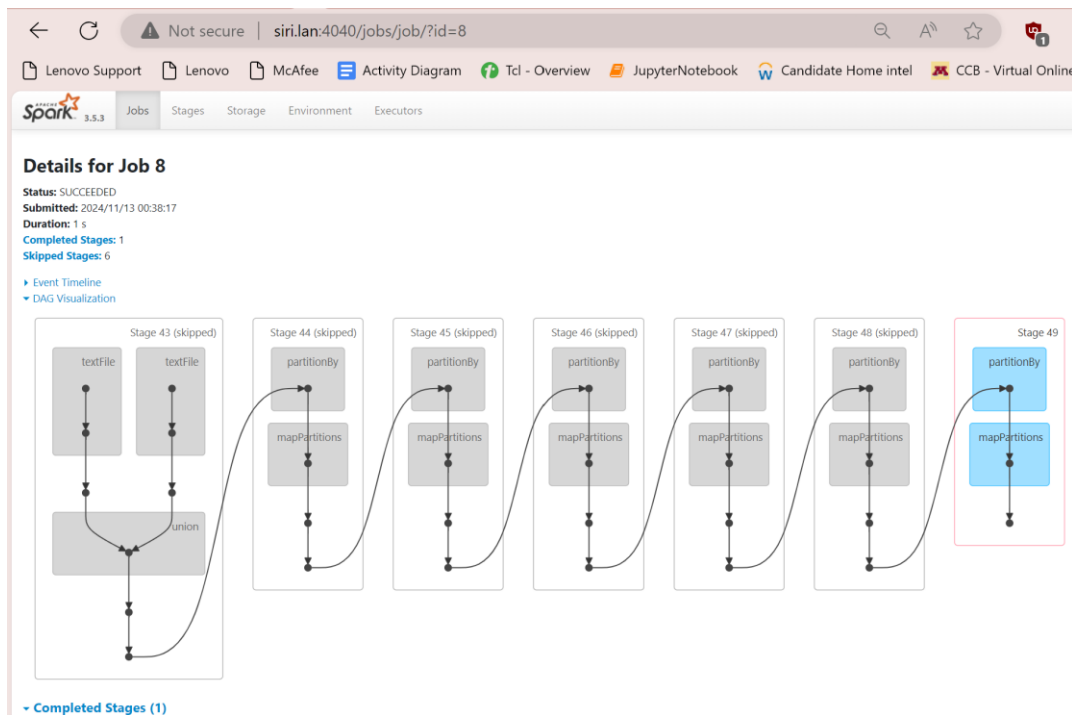 Not secure siri.lan:4040/jobs/job/?id=8 A 1
Lenovo Support Lenovo McAfee Activity Diagram Tcl - Overview JupyterNotebook Candidate Home intel CCB - Virtual Online
APACHE Spark 3.5.3 Jobs Stages Storage Environment Executors
Details for Job 8
Status: SUCCEEDED
Submitted: 2024/11/13 00:38:17
Duration: 1 s
Completed Stages: 1
Skipped Stages: 6
Event Timeline
DAG Visualization
Stage 43 (skipped) Stage 44 (skipped) Stage 45 (skipped) Stage 46 (skipped) Stage 47 (skipped) Stage 48 (skipped) Stage 49
textFile textFile partitionBy partitionBy partitionBy partitionBy partitionBy partitionBy
mapPartitions mapPartitions mapPartitions mapPartitions mapPartitions mapPartitions
union
Completed Stages (1)